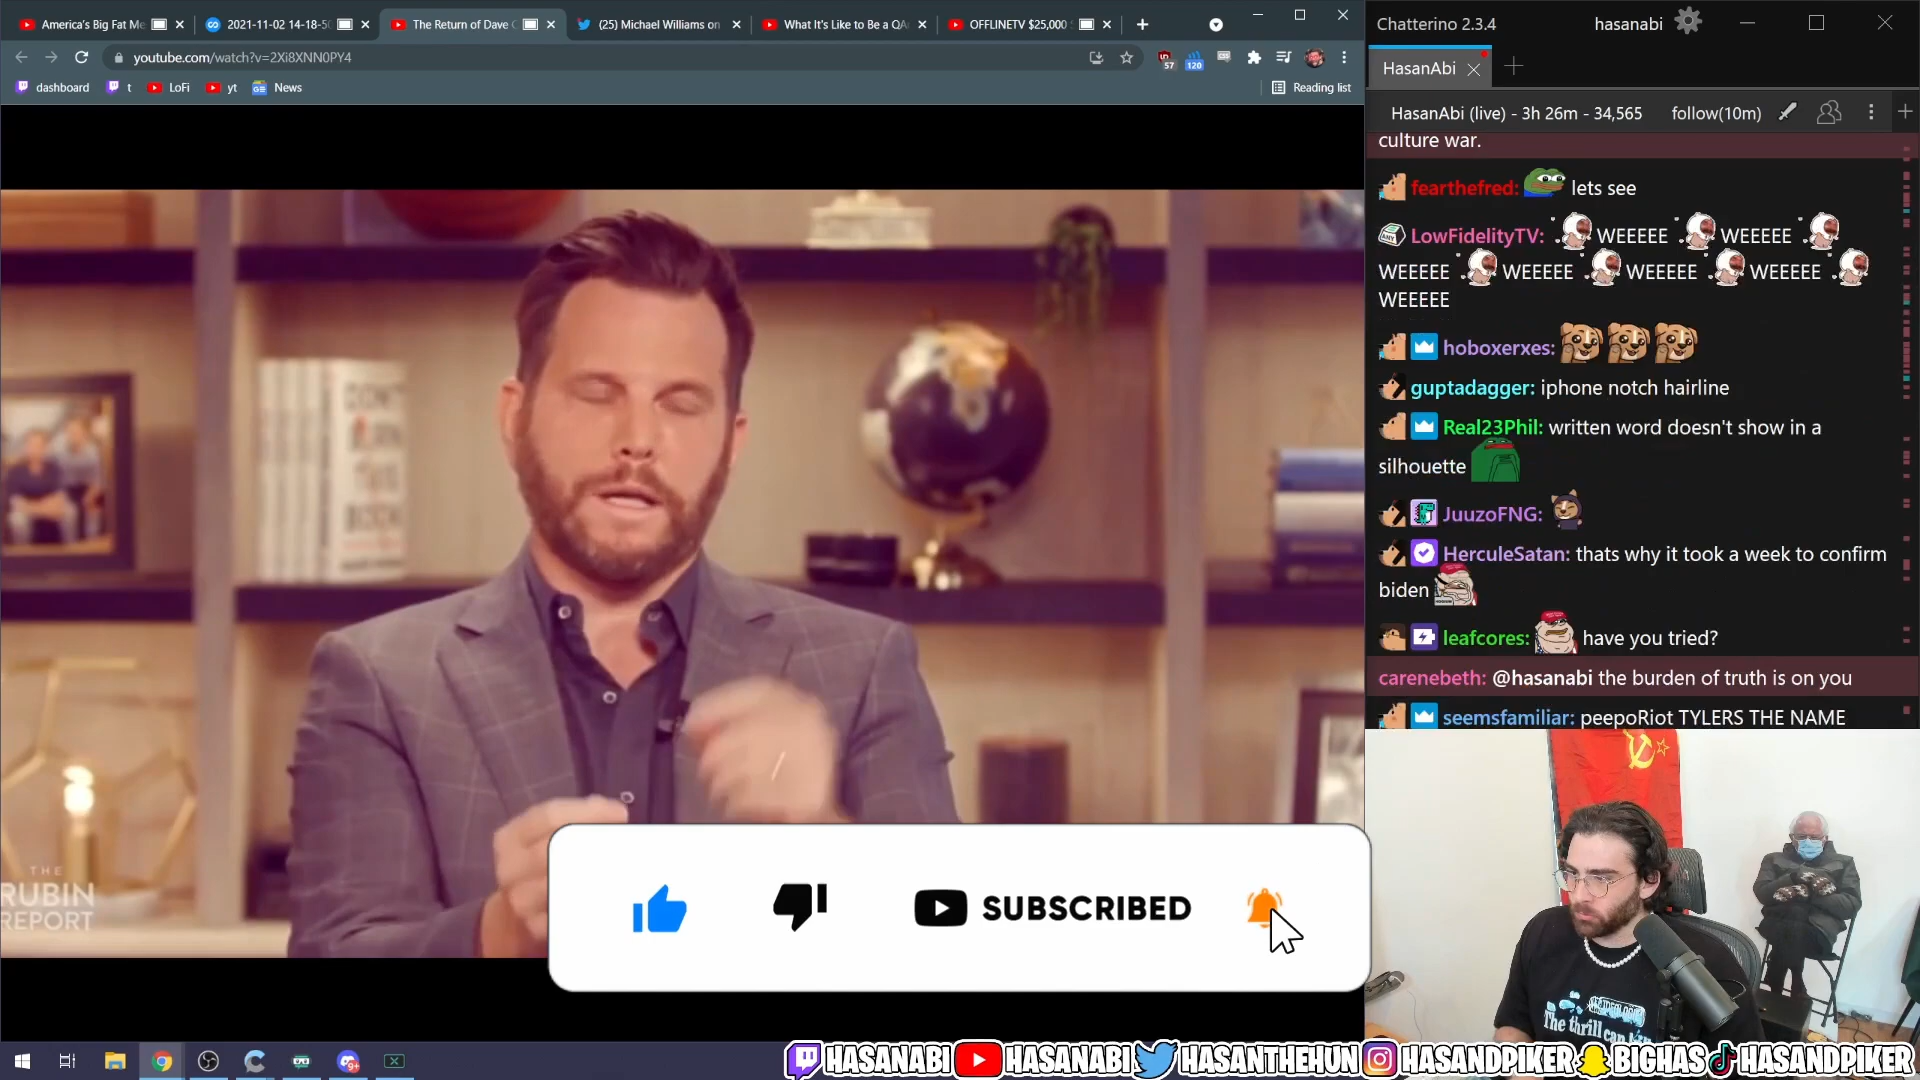 America's Big Fat Me
2021-11-02 14-18-5
The Return of Dave C
(25) Michael Williams on
What It's Like to Be a QA
OFFLINETV $25,000
youtube.com/watch?v=2Xi8XNN0PY4
57
120
dashboard
t
LoFi
yt
News
Reading list
THE
RUBIN
REPORT
SUBSCRIBED
Chatterino 2.3.4
hasanabi
HasanAbi
HasanAbi (live) - 3h 26m - 34,565
follow(10m)
culture war.
fearthefred: lets see
LowFidelityTV: WEEEEE WEEEEE
WEEEEE WEEEEE WEEEEE WEEEEE
WEEEEE
hoboxerxes:
guptadagger: iphone notch hairline
Real23Phil: written word doesn't show in a
silhouette
JuuzoFNG:
HerculeSatan: thats why it took a week to confirm
biden
leafcores: have you tried?
carenebeth: @hasanabi the burden of truth is on you
seemsfamiliar: peepoRiot TYLERS THE NAME
The thrill can
HASANABI
HASANABI
HASANTHEHUN
HASANDPIKER
BIGHAS
HASANDPIKER